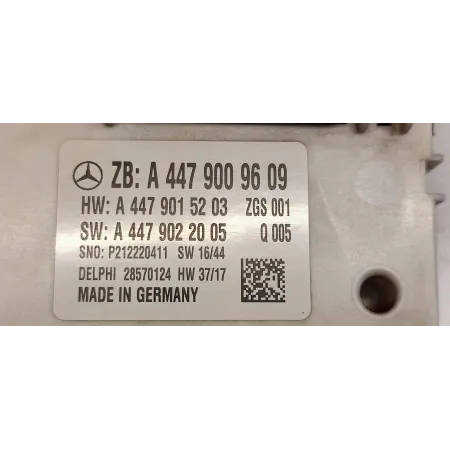 ZB: A 447 900 96 09
HW: A 447 901 52 03 ZGS 001
SW: A 447 902 20 05 Q 005
SNO: P212220411 SW 16/44
DELPHI 28570124 HW 37/17
MADE IN GERMANY